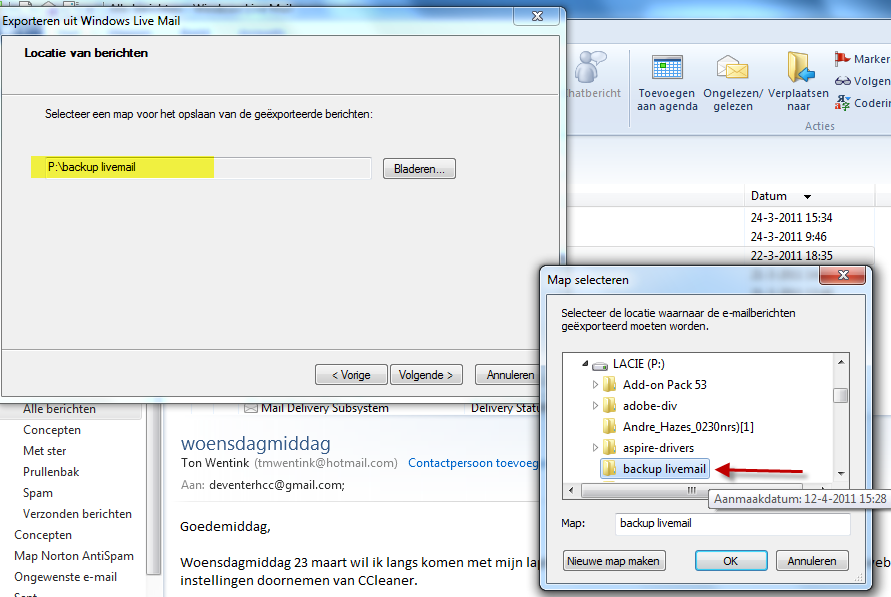 Exporteren uit Windows Live Mail
Locatie van berichten
Selecteer een map voor het opslaan van de geëxporteerde berichten:
P:\backup livemail
Bladeren...
< Vorige
Volgende >
Annuleren
hatbericht
Toevoegen
aan agenda
Ongelezen/
gelezen
Verplaatsen
naar
Marker
Volgen
Coderin
Acties
Datum
24-3-2011 15:34
24-3-2011 9:46
22-3-2011 18:35
Map selecteren
Selecteer de locatie waarnaar de e-mailberichten
geëxporteerd moeten worden.
LACIE (P:)
Add-on Pack 53
adobe-div
Andre_Hazes_0230nrs)[1]
aspire-drivers
backup livemail
Aanmaakdatum: 12-4-2011 15:28
Map:
backup livemail
Nieuwe map maken
OK
Annuleren
Alle berichten
Concepten
Met ster
Prullenbak
Spam
Verzonden berichten
Concepten
Map Norton AntiSpam
Ongewenste e-mail
Mail Delivery Subsystem
Delivery Statu
woensdagmiddag
Ton Wentink (tmwentink@hotmail.com)
Contactpersoon toevoeg
Aan: deventerhcc@gmail.com;
Goedemiddag,
Woensdagmiddag 23 maart wil ik langs komen met mijn lap
web
instellingen doornemen van CCleaner.